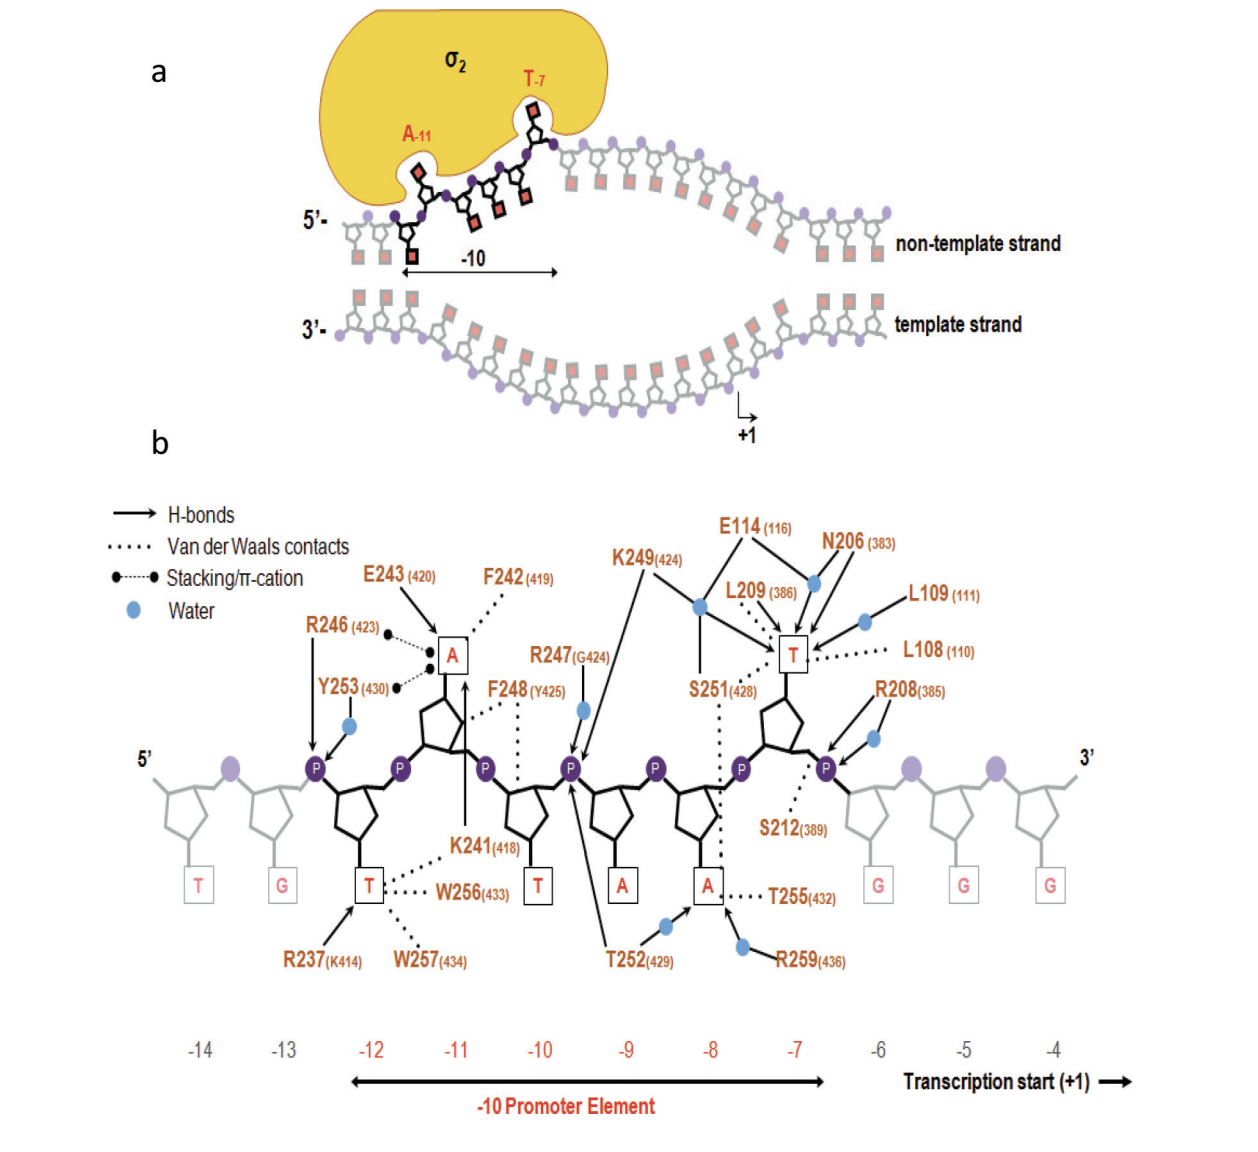 a
σ2
T-7
A-11
5’-
-10
non-template strand
3’-
template strand
+1
b
H-bonds
Van der Waals contacts
Stacking/π-cation
Water
E114 (116)
N206 (383)
K249(424)
E243 (420)
F242 (419)
L209 (386)
L109 (111)
R246 (423)
A
R247(G424)
T
L108 (110)
Y253 (430)
F248 (Y425)
S251(428)
R208(385)
5’
3’
P
P
P
P
P
P
P
S212(389)
K241(418)
T
G
T
W256(433)
T
A
A
T255(432)
G
G
G
R237(K414)
W257(434)
T252(429)
R259(436)
-14
-13
-12
-11
-10
-9
-8
-7
-6
-5
-4
Transcription start (+1)
-10 Promoter Element